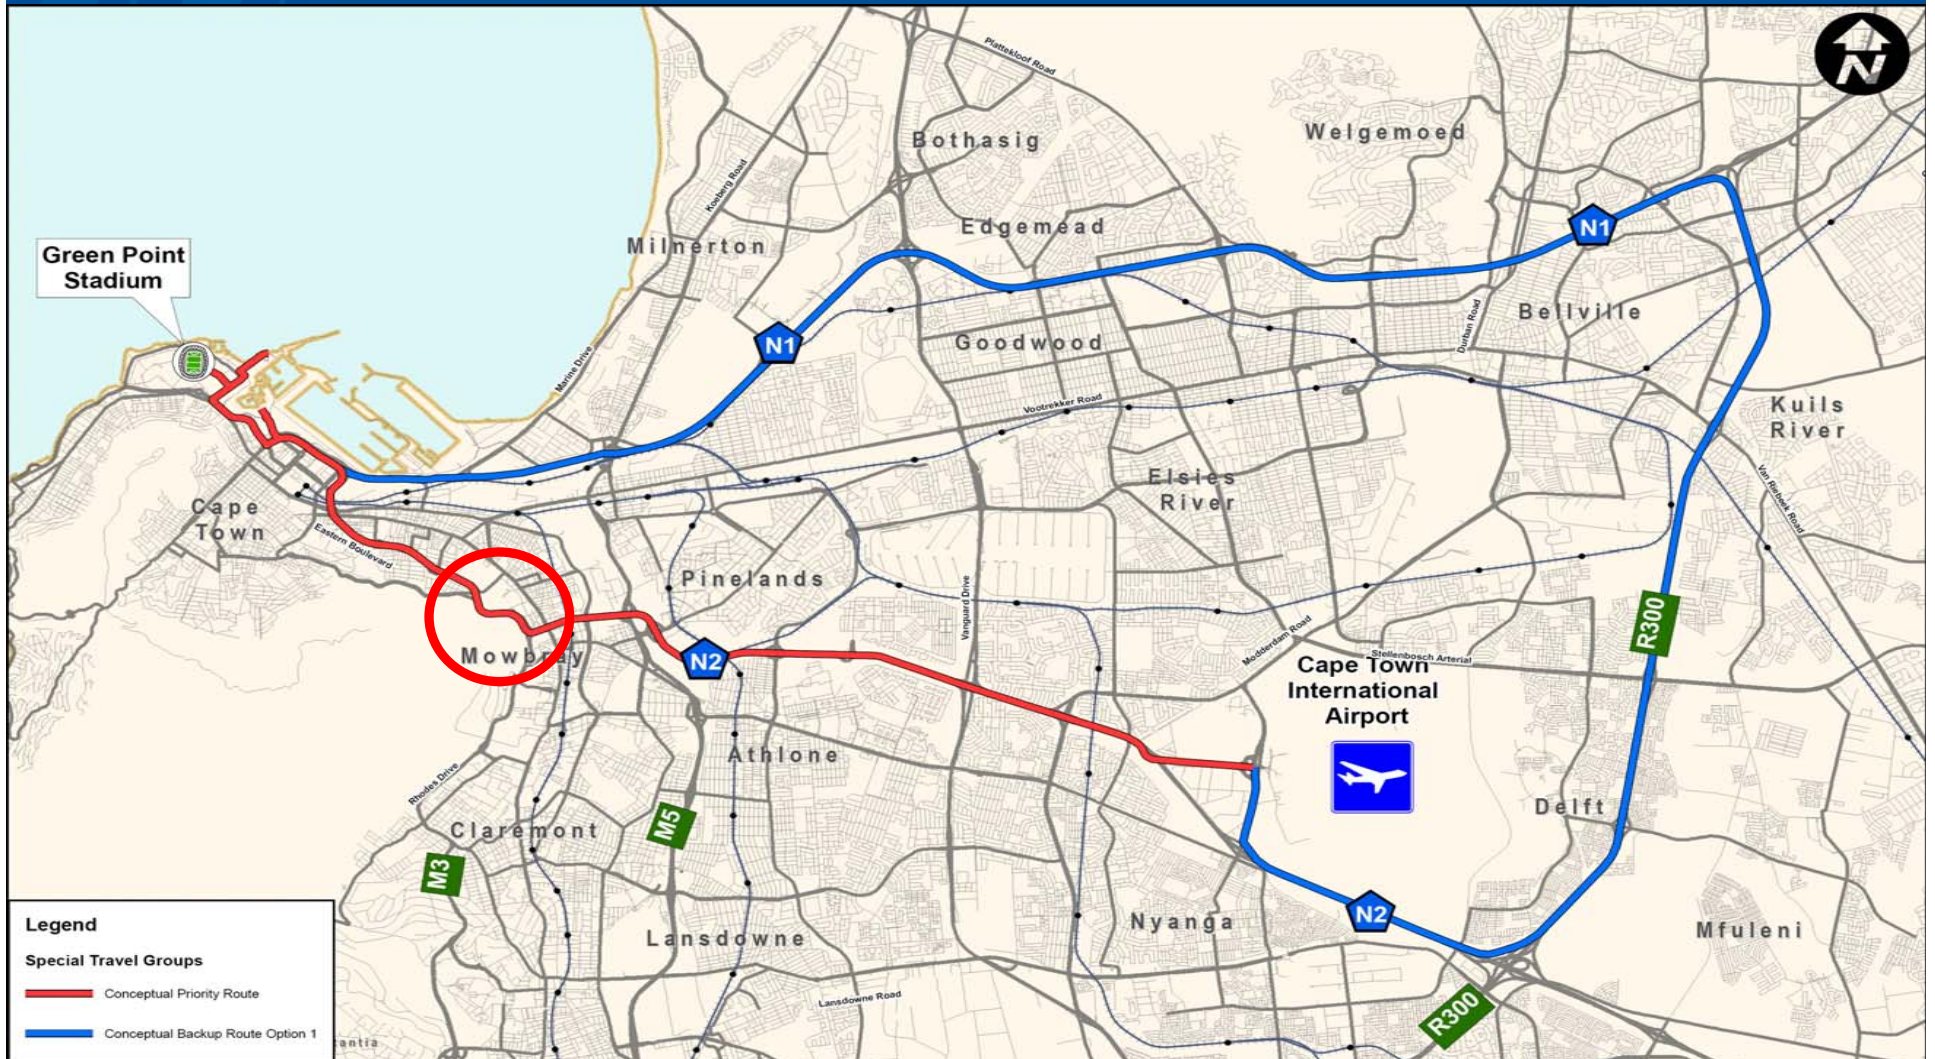 N
Plattekloof Road
Welgemoed
Bothasig
Koeberg Road
Edgemead
N1
Milnerton
Green Point
Stadium
Bellville
Durban Road
N1
Goodwood
Marine Drive
Vootrekker Road
Kuils
River
Elsies
River
Van Riebeek Road
Cape
Town
Eastern Boulevard
Pinelands
Vanguard Drive
R300
Modderdam Road
Stellenbosch Arterial
Mowbray
N2
Cape Town
International
Airport
Athlone
Rhodes Drive
Delft
Claremont
M5
M3
Nyanga
N2
Mfuleni
Lansdowne
Lansdowne Road
R300
Legend
Special Travel Groups
Conceptual Priority Route
Conceptual Backup Route Option 1
antia